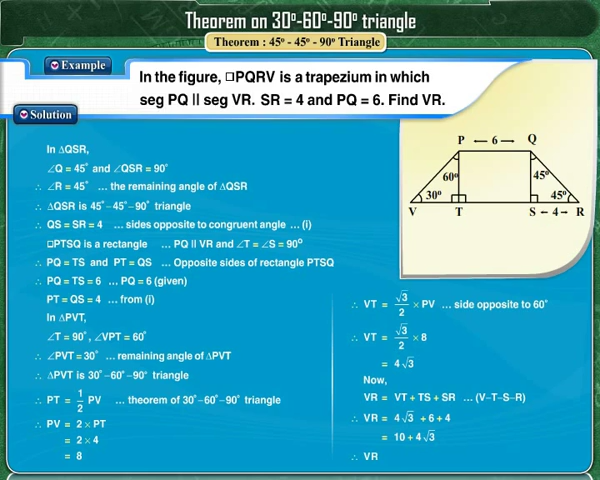 Theorem on 30°-60°-90° triangle
Theorem : 45° - 45° - 90° Triangle
Example
In the figure, □PQRV is a trapezium in which
seg PQ || seg VR. SR = 4 and PQ = 6. Find VR.
Solution
P ← 6 → Q
60° 45°
30° 45°
V T S ← 4 → R
In ΔQSR,
∠Q = 45° and ∠QSR = 90°
∴ ∠R = 45° ... the remaining angle of ΔQSR
∴ ΔQSR is 45°–45°–90° triangle
∴ QS = SR = 4 ... sides opposite to congruent angle ... (i)
□PTSQ is a rectangle ... PQ || VR and ∠T = ∠S = 90°
∴ PQ = TS and PT = QS ... Opposite sides of rectangle PTSQ
∴ PQ = TS = 6 ... PQ = 6 (given)
PT = QS = 4 ... from (i)
In ΔPVT,
∠T = 90°, ∠VPT = 60°
∴ ∠PVT = 30° ... remaining angle of ΔPVT
∴ ΔPVT is 30°–60°–90° triangle
∴ PT = 1/2 PV ... theorem of 30°–60°–90° triangle
∴ PV = 2 × PT
= 2 × 4
= 8
∴ VT = √3/2 × PV ... side opposite to 60°
∴ VT = √3/2 × 8
= 4√3
Now,
VR = VT + TS + SR ... (V–T–S–R)
∴ VR = 4√3 + 6 + 4
= 10 + 4√3
∴ VR